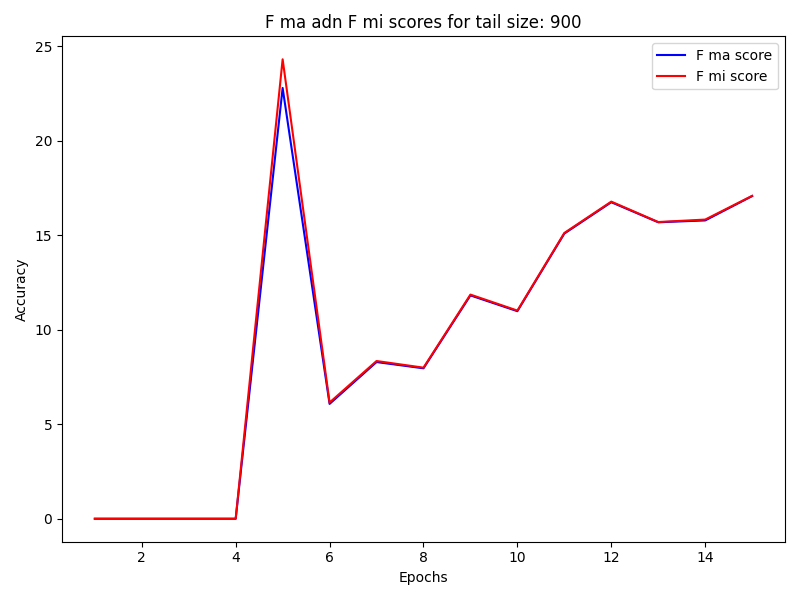 F ma adn F mi scores for tail size: 900
F ma score
F mi score
25
20
15
10
5
0
Accuracy
2 4 6 8 10 12 14
Epochs